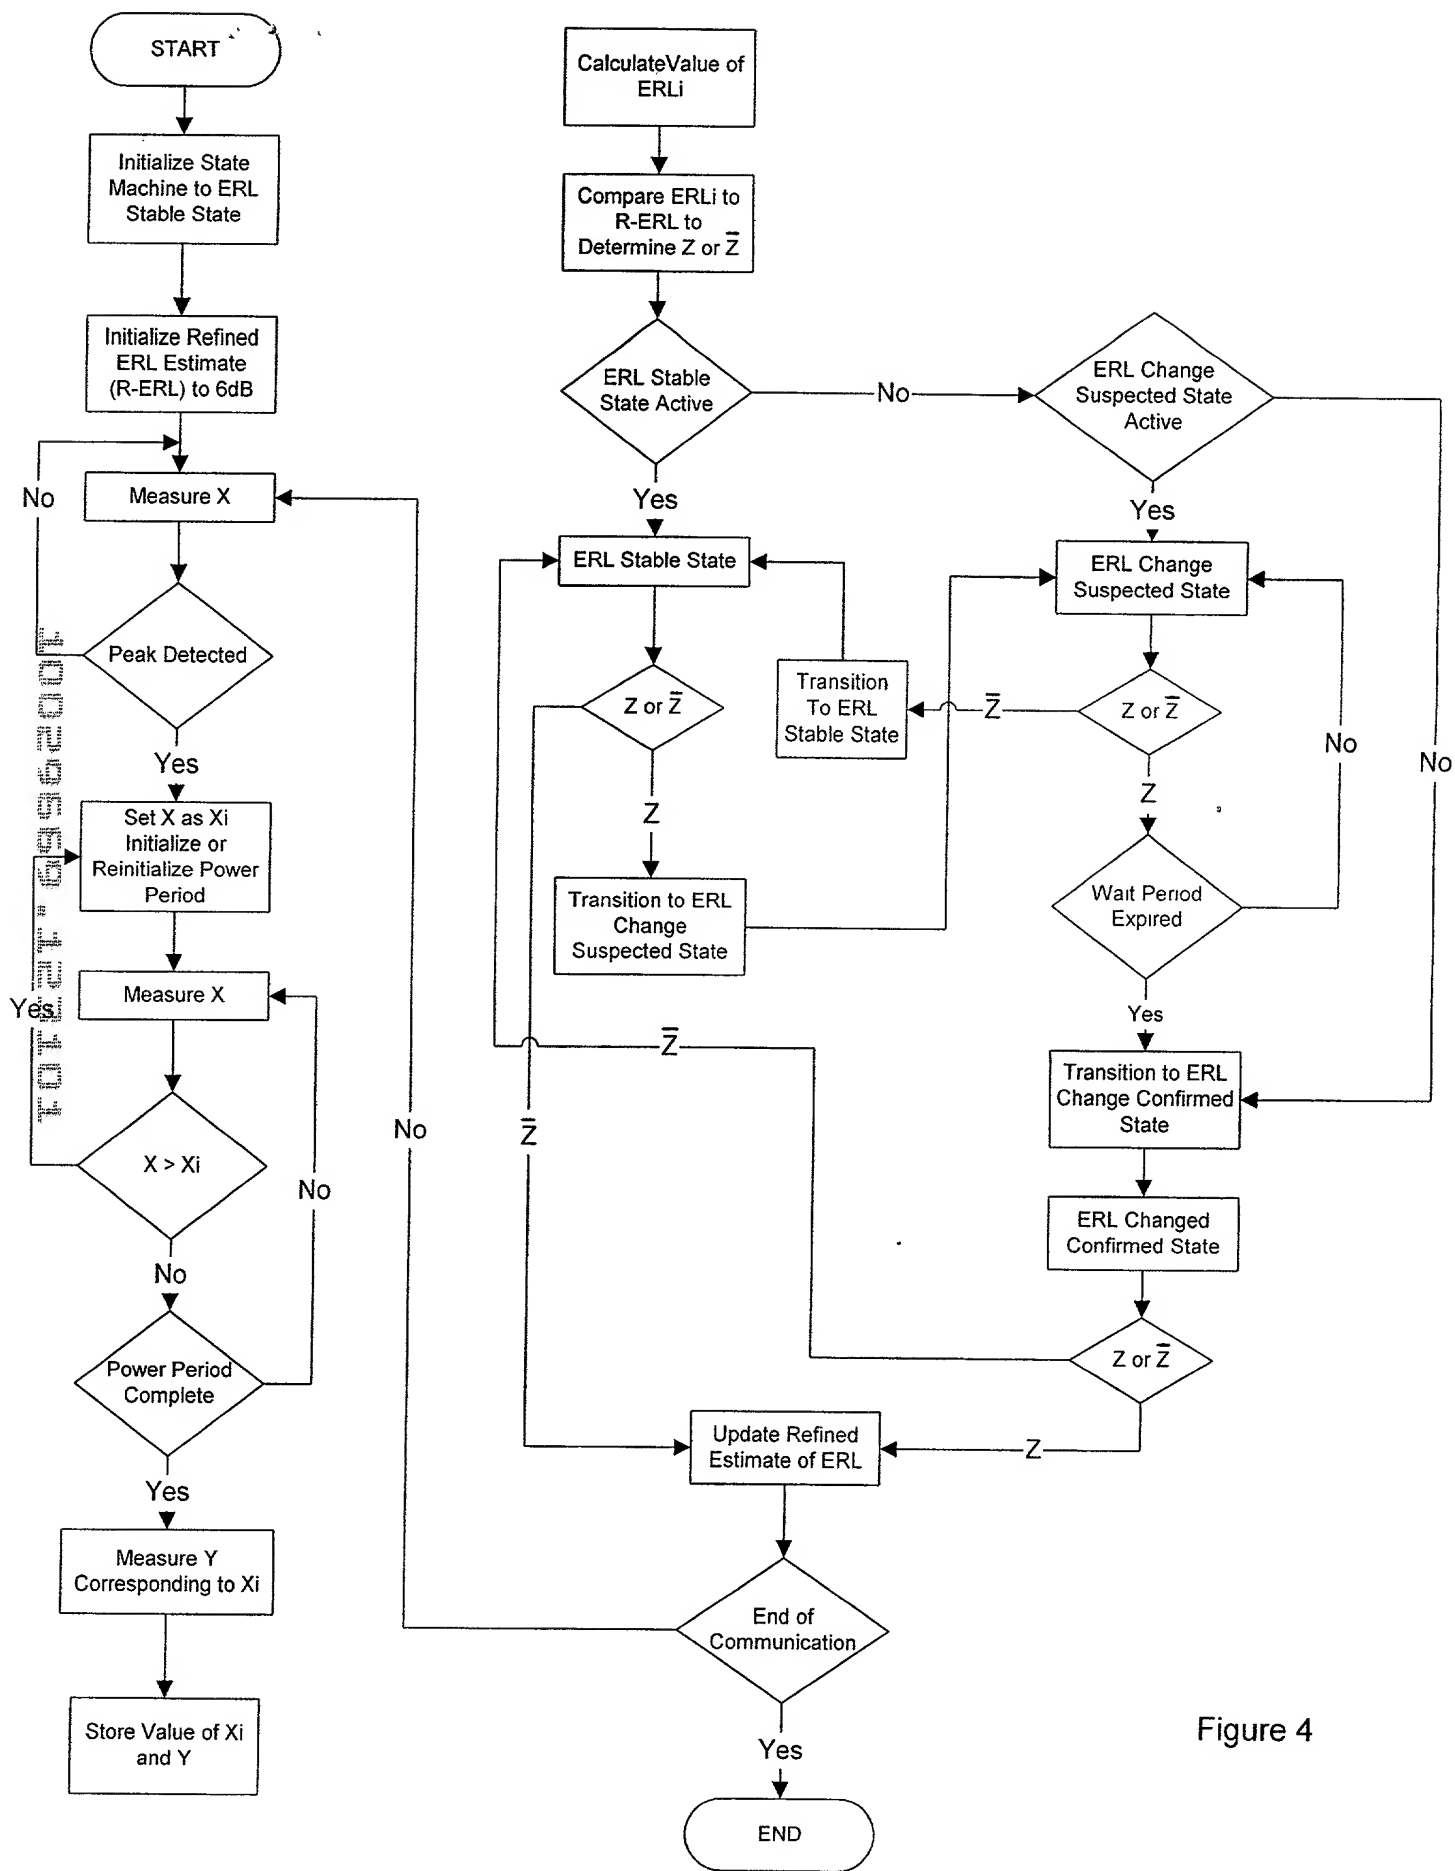 START
Initialize State
Machine to ERL
Stable State
Initialize Refined
ERL Estimate
(R-ERL) to 6dB
No
Measure X
Peak Detected
Yes
Set X as Xi
Initialize or
Reinitialize Power
Period
Measure X
Yes
X > Xi
No
No
Power Period
Complete
Yes
Measure Y
Corresponding to Xi
Store Value of Xi
and Y
CalculateValue of
ERLi
Compare ERLi to
R-ERL to
Determine Z or Z̅
ERL Stable
State Active
No
ERL Change
Suspected State
Active
Yes
Yes
ERL Stable State
ERL Change
Suspected State
Z or Z̅
Transition
To ERL
Stable State
Z̅
Z or Z̅
No
No
Z
Z
Transition to ERL
Change
Suspected State
Wait Period
Expired
Yes
Z̅
Transition to ERL
Change Confirmed
State
No
Z̅
ERL Changed
Confirmed State
Z or Z̅
Update Refined
Estimate of ERL
Z
End of
Communication
Yes
END
Figure 4